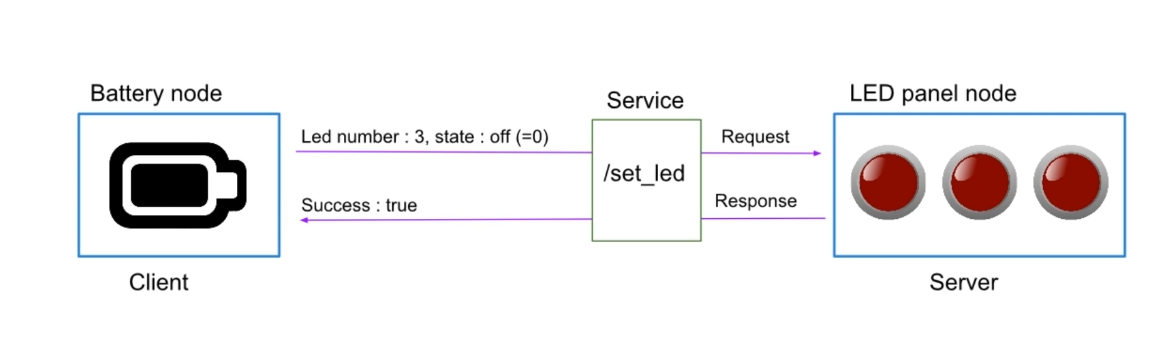 Battery node
Service
LED panel node
Led number : 3, state : off (=0)
Request
/set_led
Success : true
Response
Client
Server